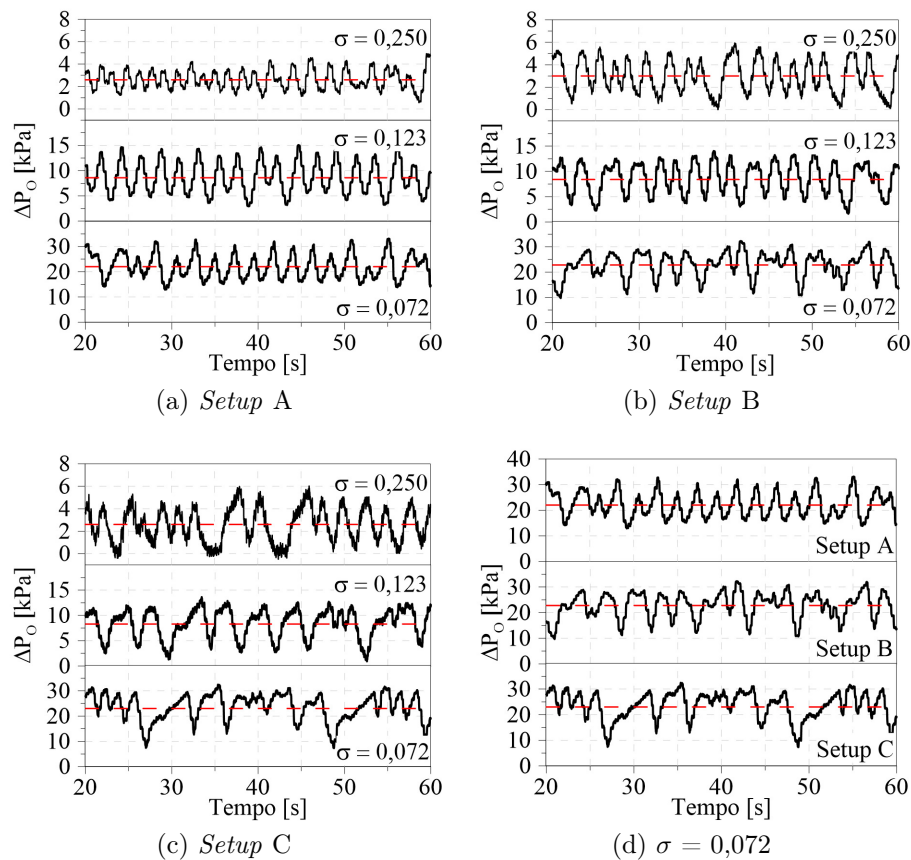 8
6
4
2
0
σ = 0,250
15
10
5
0
σ = 0,123
30
20
10
0
σ = 0,072
ΔP_O [kPa]
20 30 40 50 60
Tempo [s]
(a) Setup A
8
6
4
2
0
σ = 0,250
15
10
5
0
σ = 0,123
30
20
10
0
σ = 0,072
ΔP_O [kPa]
20 30 40 50 60
Tempo [s]
(b) Setup B
8
6
4
2
0
σ = 0,250
15
10
5
0
σ = 0,123
30
20
10
0
σ = 0,072
ΔP_O [kPa]
20 30 40 50 60
Tempo [s]
(c) Setup C
40
30
20
10
0
Setup A
30
20
10
0
Setup B
30
20
10
0
Setup C
ΔP_O [kPa]
20 30 40 50 60
Tempo [s]
(d) σ = 0,072